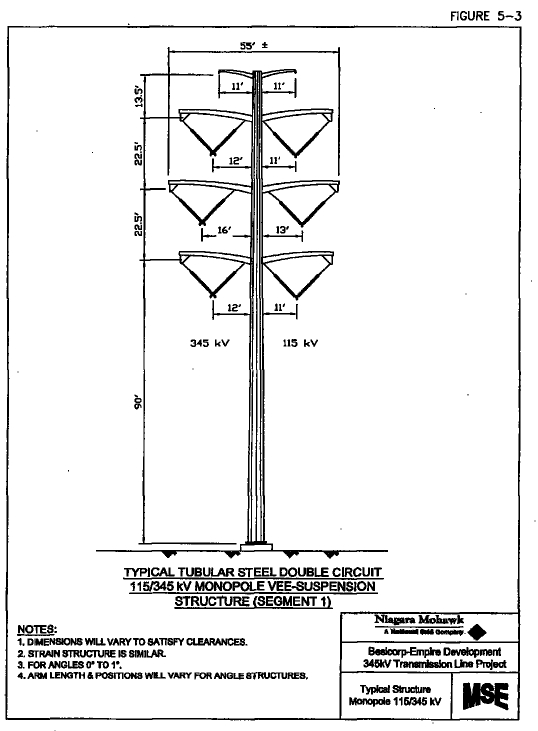 FIGURE 5-3
55' ±
11' 11'
13.5'
22.5'
12' 11'
22.5'
16' 13'
12' 11'
345 kV 115 kV
90'
TYPICAL TUBULAR STEEL DOUBLE CIRCUIT
115/345 kV MONOPOLE VEE-SUSPENSION
STRUCTURE (SEGMENT 1)
NOTES:
1. DIMENSIONS WILL VARY TO SATISFY CLEARANCES.
2. STRAIN STRUCTURE IS SIMILAR.
3. FOR ANGLES 0° TO 1°.
4. ARM LENGTH & POSITIONS WILL VARY FOR ANGLE STRUCTURES.
Niagara Mohawk
A National Grid Company
Besicorp-Empire Development
345kV Transmission Line Project
Typical Structure
Monopole 115/345 kV
MSE